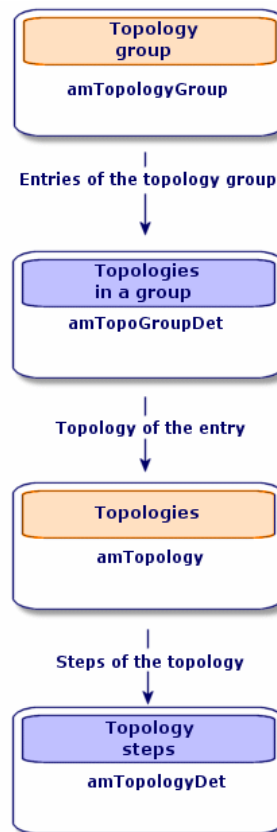 Topology
group
amTopologyGroup
Entries of the topology group
Topologies
in a group
amTopoGroupDet
Topology of the entry
Topologies
amTopology
Steps of the topology
Topology
steps
amTopologyDet